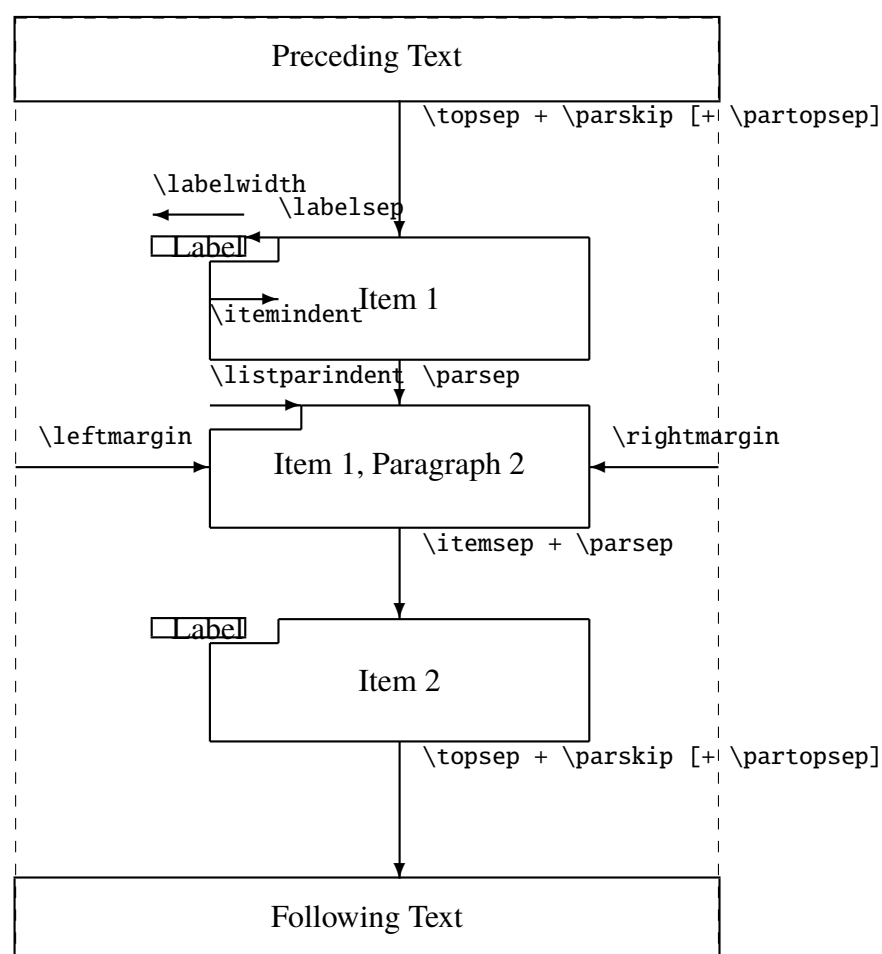 Preceding Text
\topsep + \parskip [+ \partopsep]
\labelwidth
\labelsep
Label
Item 1
\itemindent
\listparindent \parsep
\leftmargin
\rightmargin
Item 1, Paragraph 2
\itemsep + \parsep
Label
Item 2
\topsep + \parskip [+ \partopsep]
Following Text